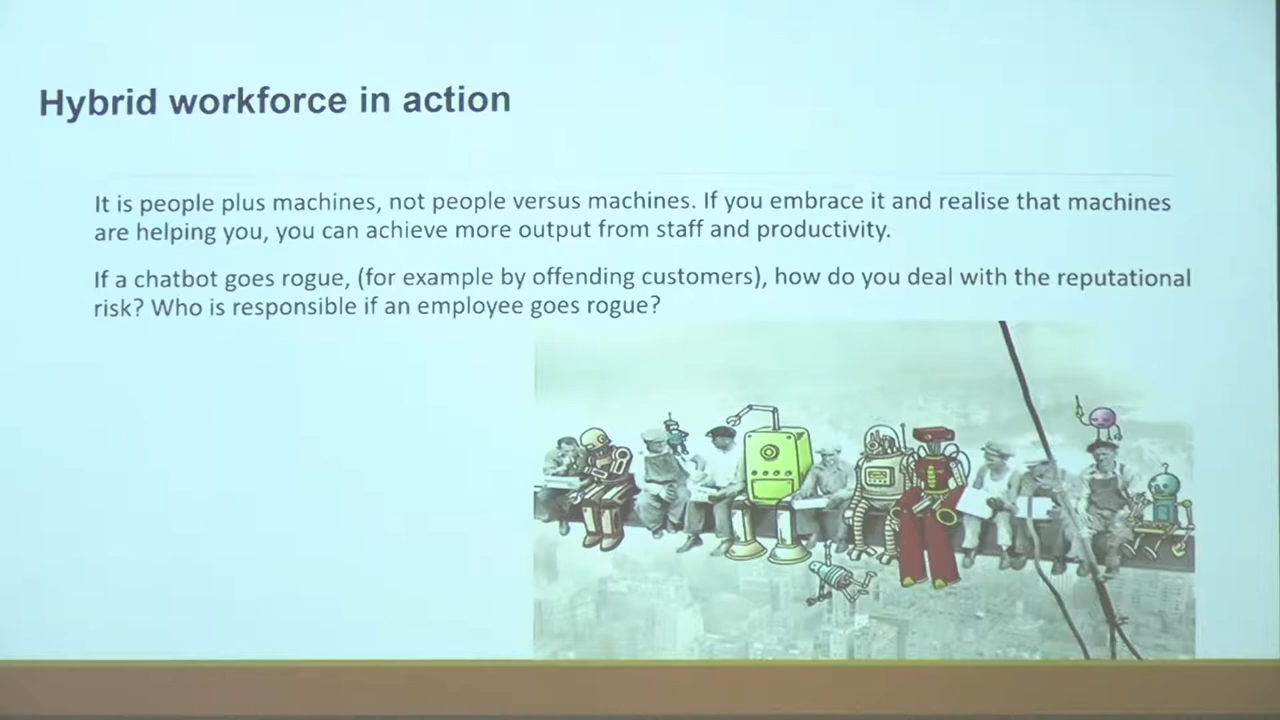 Hybrid workforce in action
It is people plus machines, not people versus machines. If you embrace it and realise that machines
are helping you, you can achieve more output from staff and productivity.
If a chatbot goes rogue, (for example by offending customers), how do you deal with the reputational
risk? Who is responsible if an employee goes rogue?